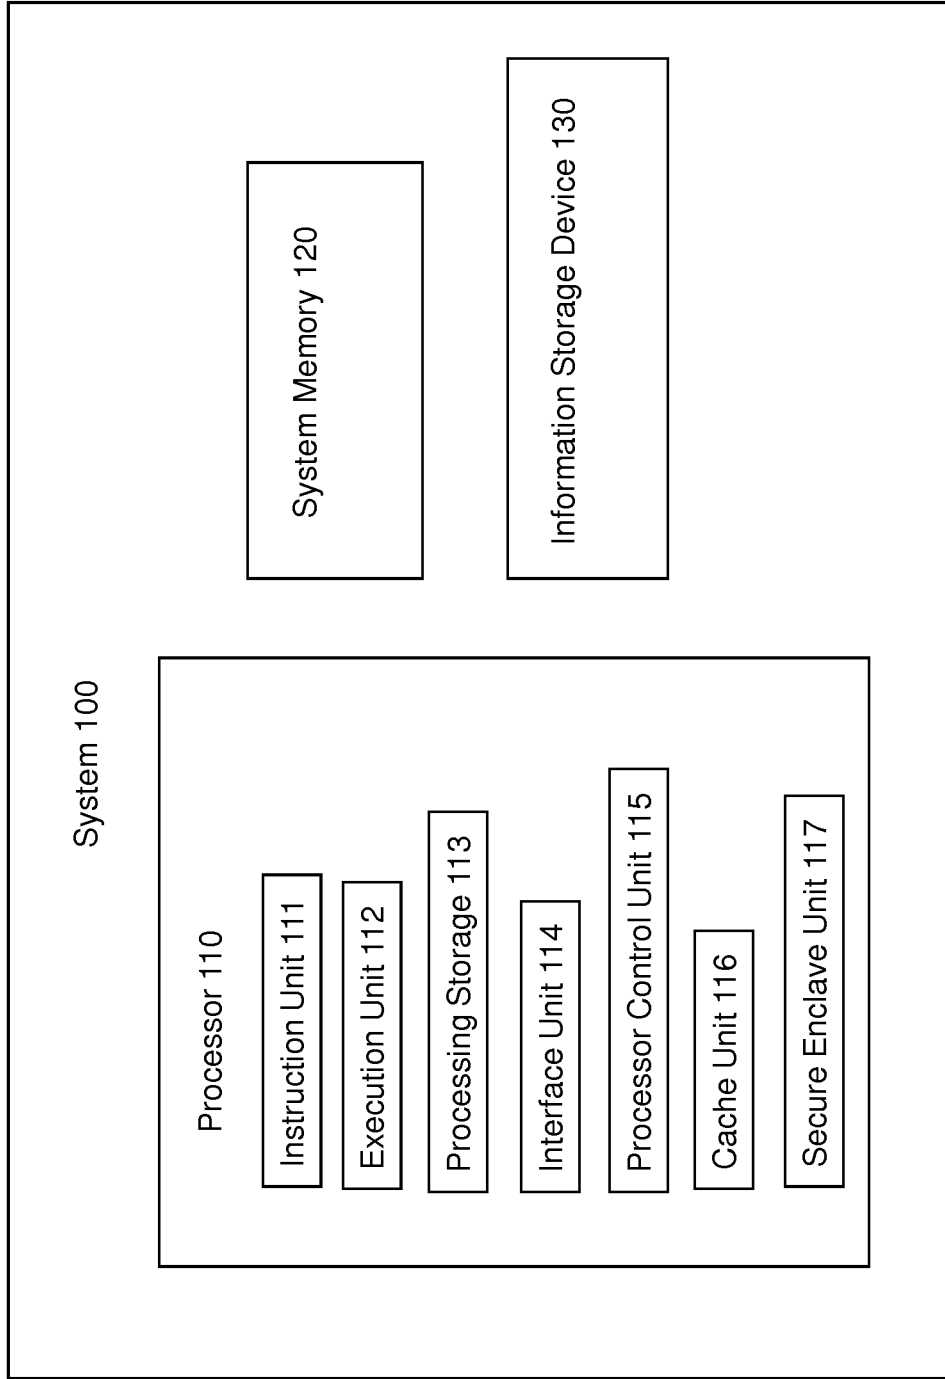 System 100
Processor 110
Instruction Unit 111
Execution Unit 112
Processing Storage 113
Interface Unit 114
Processor Control Unit 115
Cache Unit 116
Secure Enclave Unit 117
System Memory 120
Information Storage Device 130